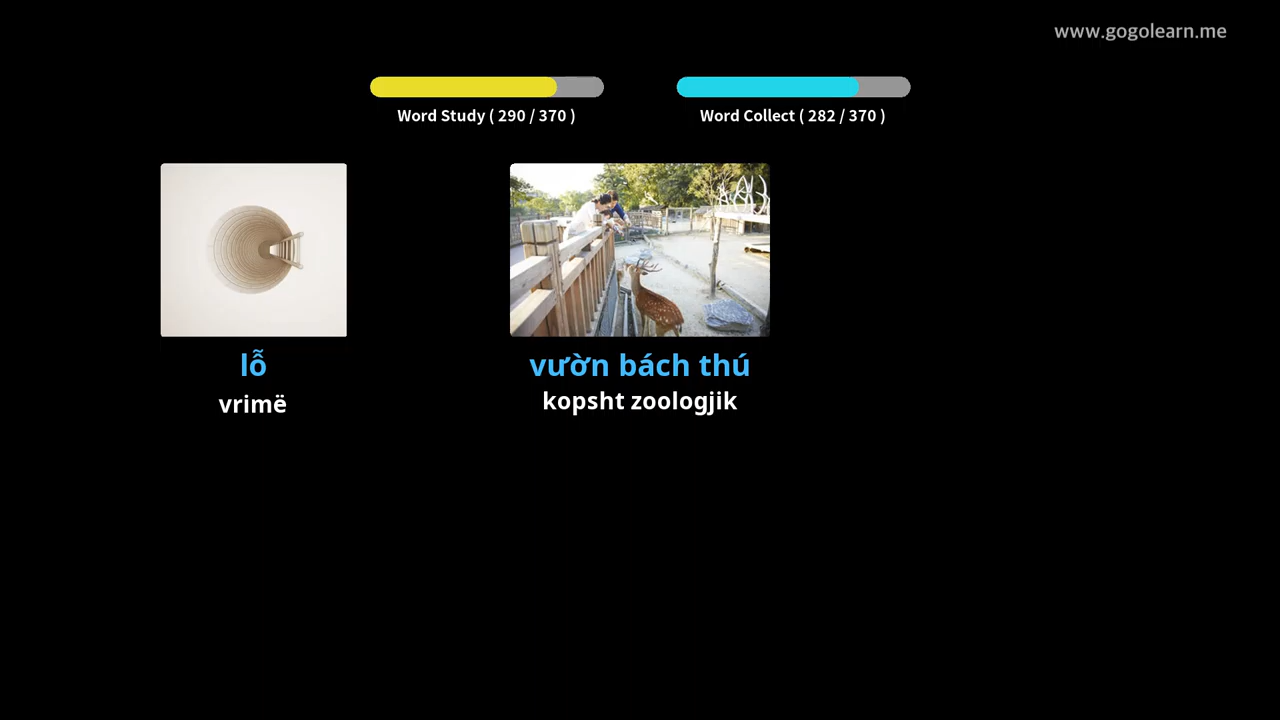 www.gogolearn.me
Word Study ( 290 / 370 )
Word Collect ( 282 / 370 )
lỗ
vrimë
vườn bách thú
kopsht zoologjik